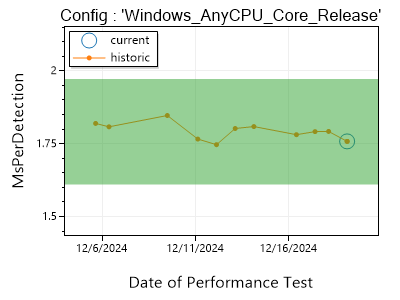 Config : 'Windows_AnyCPU_Core_Release'
current
historic
2
1.75
1.5
MsPerDetection
12/6/2024
12/11/2024
12/16/2024
Date of Performance Test